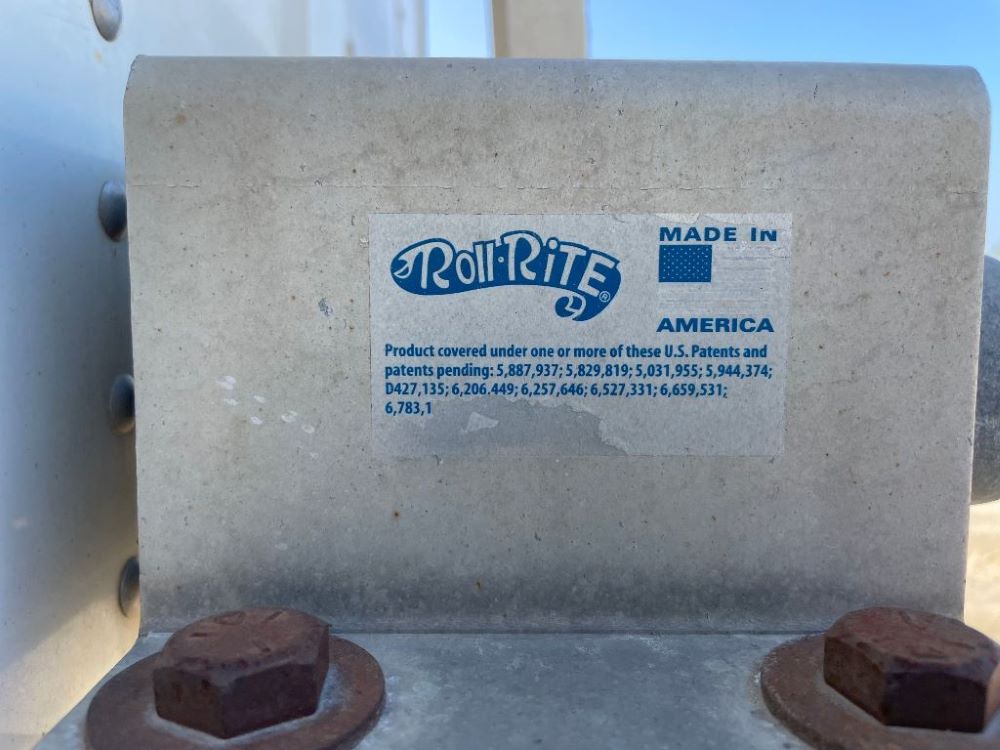 Roll·RiTE®
MADE IN
AMERICA
Product covered under one or more of these U.S. Patents and
patents pending: 5,887,937; 5,829,819; 5,031,955; 5,944,374;
D427,135; 6,206.449; 6,257,646; 6,527,331; 6,659,531;
6,783,1